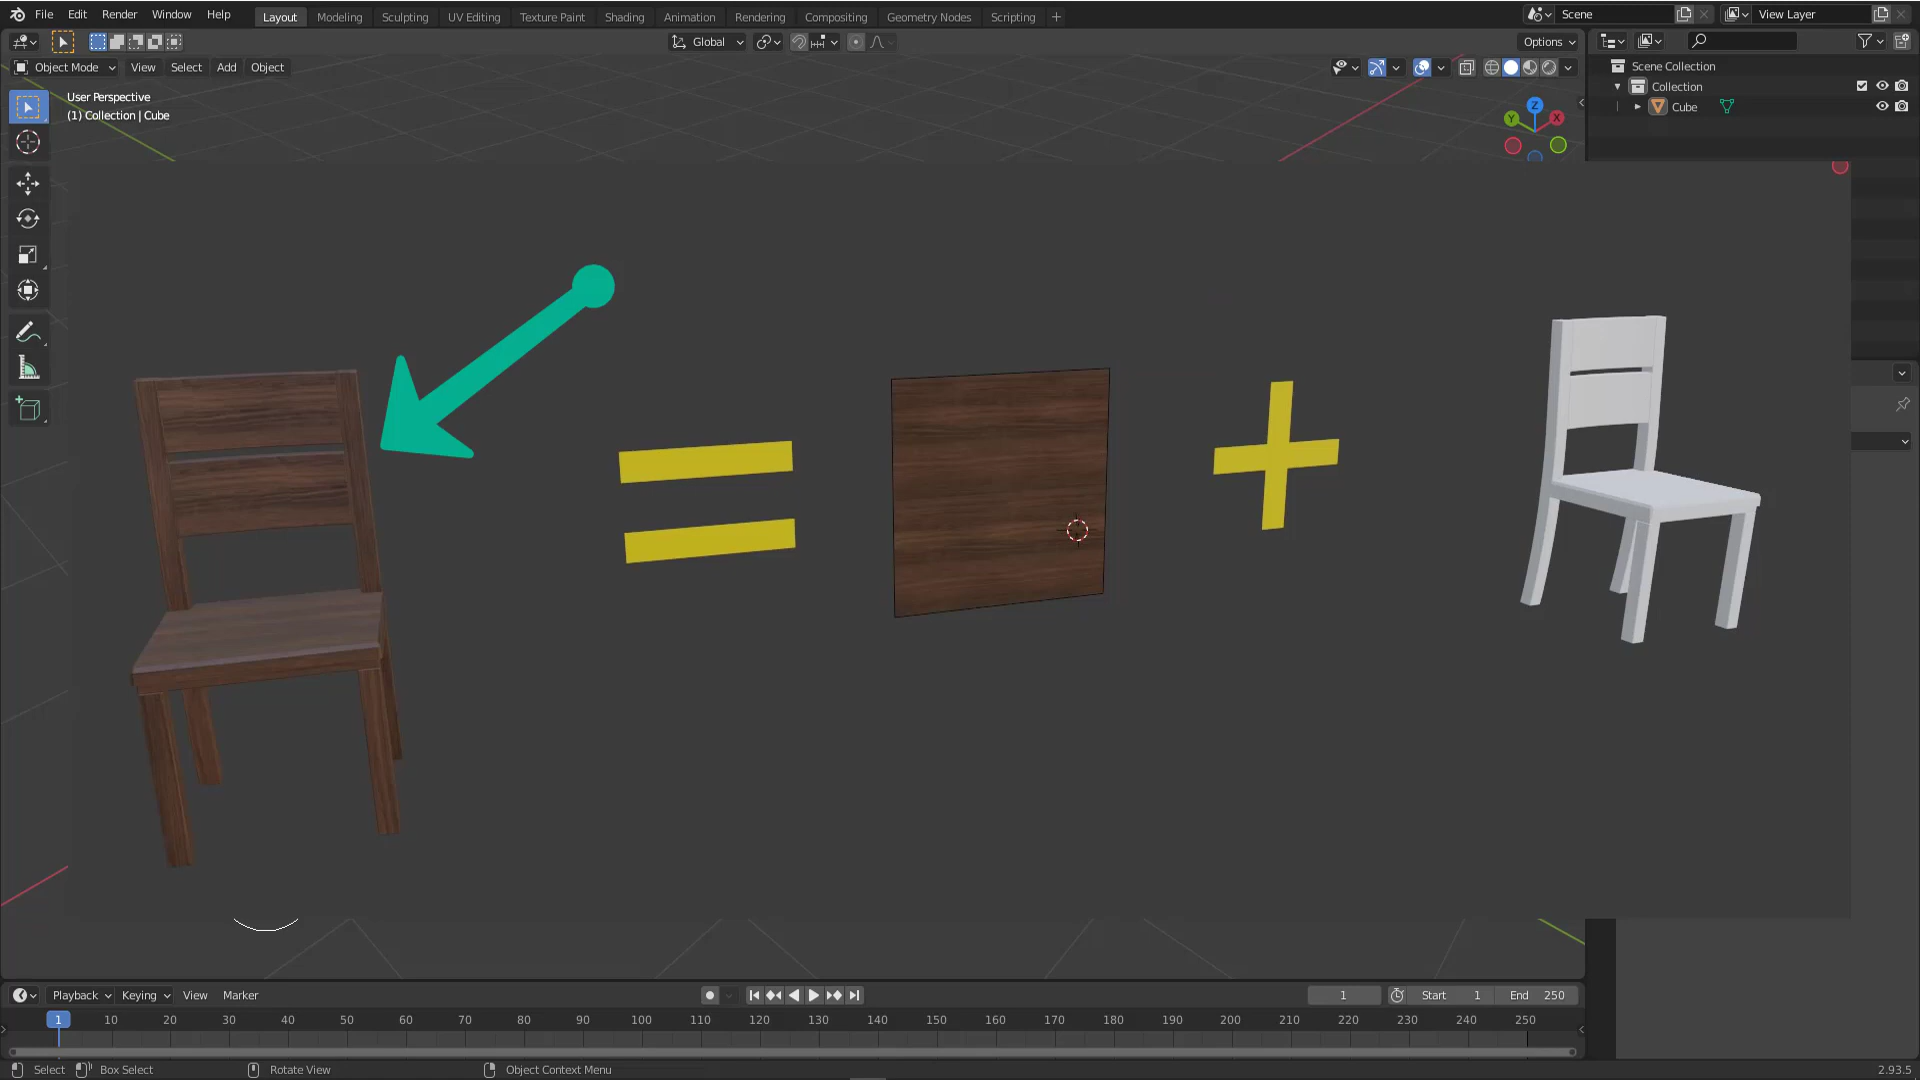 File Edit Render Window Help Layout Modeling Sculpting UV Editing Texture Paint Shading Animation Rendering Compositing Geometry Nodes Scripting + Scene View Layer
Global Options
Object Mode View Select Add Object
Scene Collection
Collection
Cube
User Perspective
(1) Collection | Cube
Z
Y X
Playback Keying View Marker 1 Start 1 End 250
1 10 20 30 40 50 60 70 80 90 100 110 120 130 140 150 160 170 180 190 200 210 220 230 240 250
Select Box Select Rotate View Object Context Menu 2.93.5